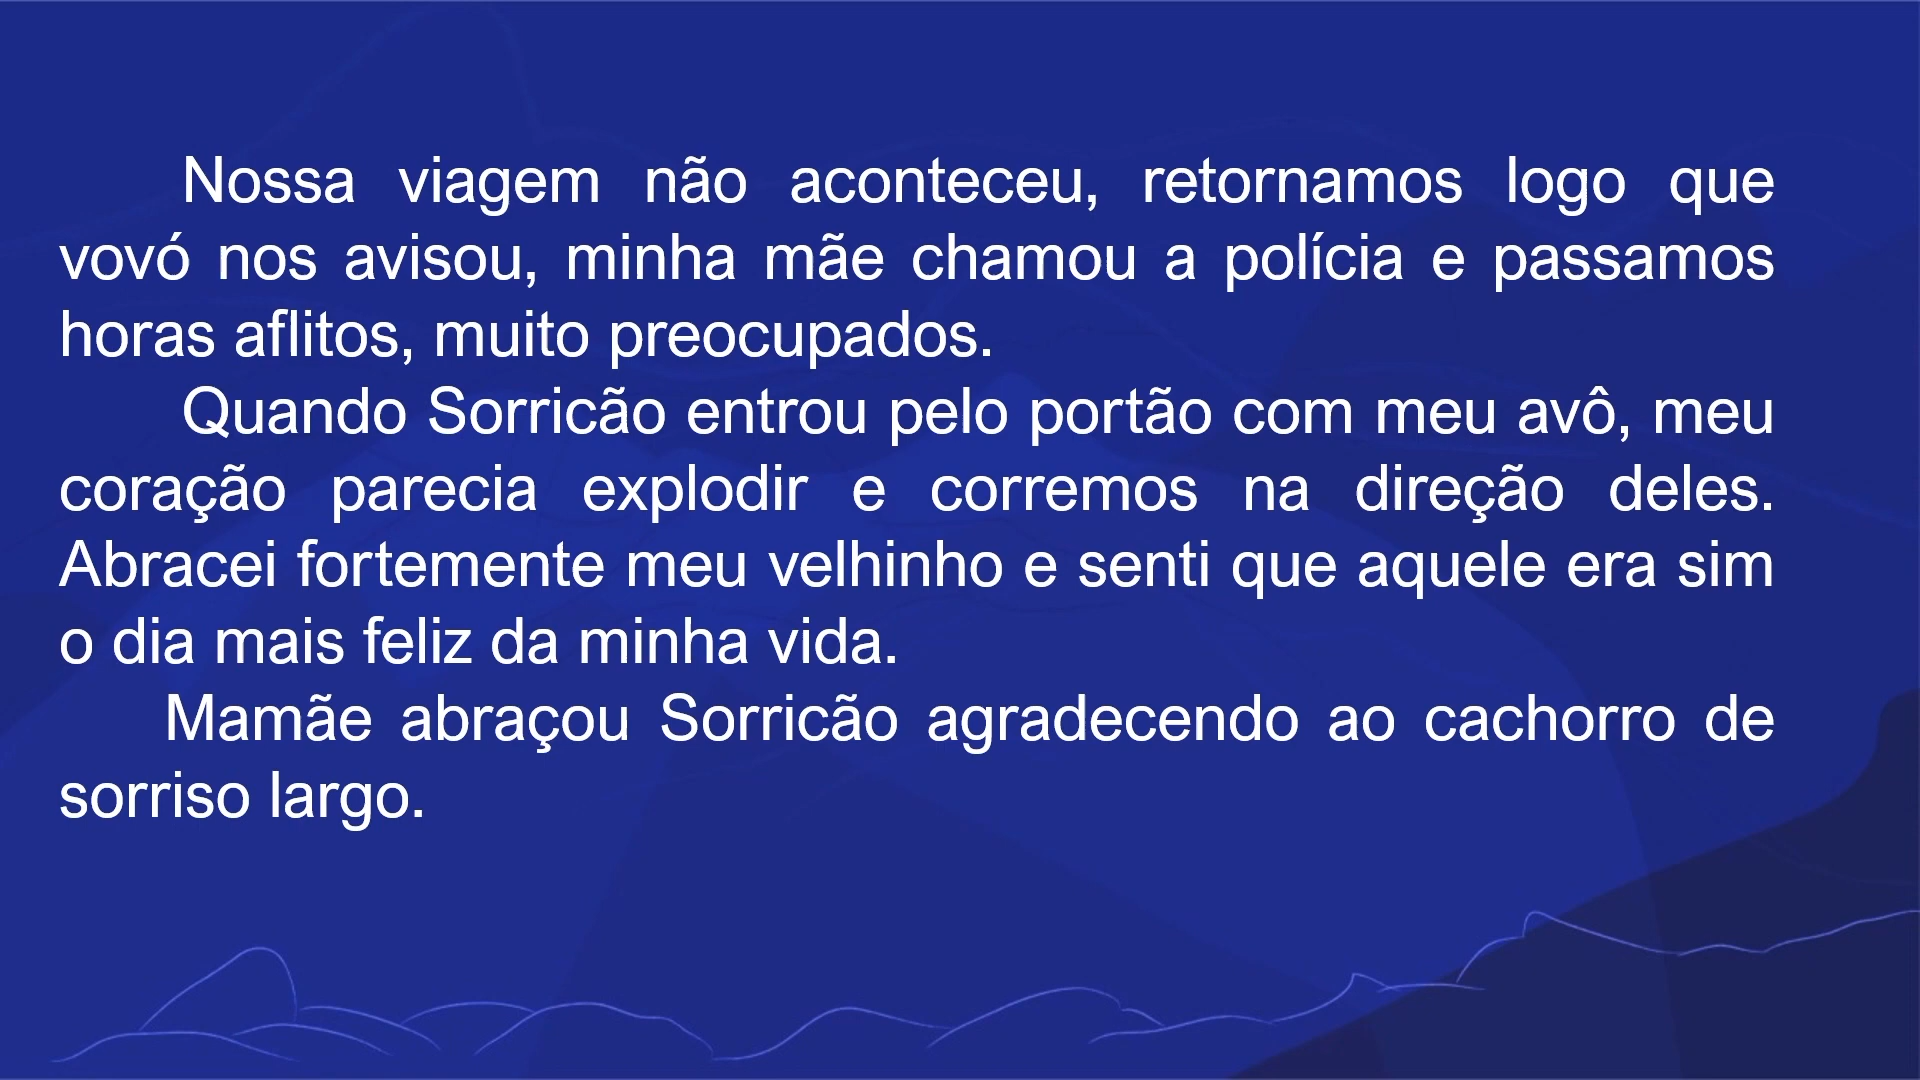 Nossa viagem não aconteceu, retornamos logo que
vovó nos avisou, minha mãe chamou a polícia e passamos
horas aflitos, muito preocupados.
Quando Sorricão entrou pelo portão com meu avô, meu
coração parecia explodir e corremos na direção deles.
Abracei fortemente meu velhinho e senti que aquele era sim
o dia mais feliz da minha vida.
Mamãe abraçou Sorricão agradecendo ao cachorro de
sorriso largo.